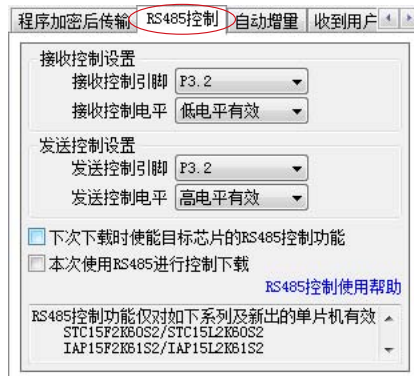 程序加密后传输 RS485控制 自动增量 收到用户
接收控制设置
接收控制引脚 P3.2
接收控制电平 低电平有效
发送控制设置
发送控制引脚 P3.2
发送控制电平 高电平有效
下次下载时使能目标芯片的RS485控制功能
本次使用RS485进行控制下载
RS485控制使用帮助
RS485控制功能仅对如下系列及新出的单片机有效
STC15F2K60S2/STC15L2K60S2
IAP15F2K61S2/IAP15L2K61S2